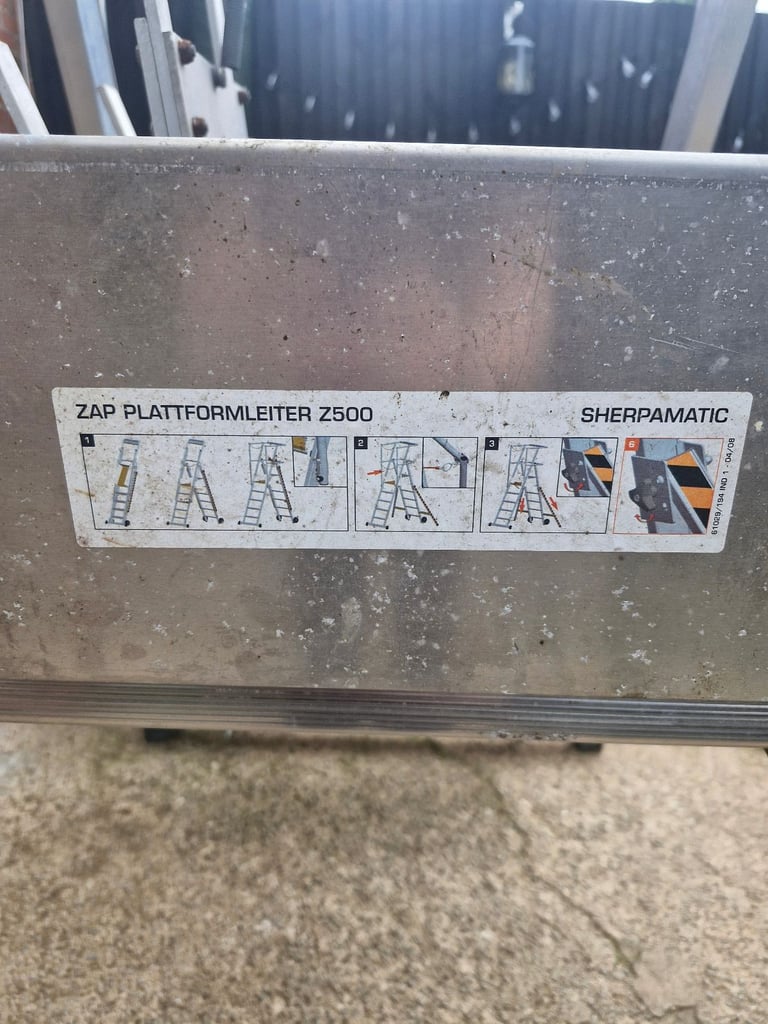 ZAP PLATTFORMLEITER Z500
SHERPAMATIC
1
2
3
6
61029/194 IND 1 - 04/08